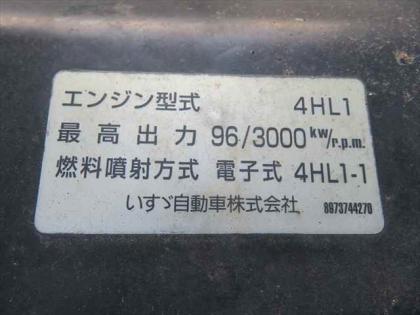 エンジン型式 4HL1
最高出力 96/3000 kw/r.p.m.
燃料噴射方式 電子式 4HL1-1
いすゞ自動車株式会社 8973744270